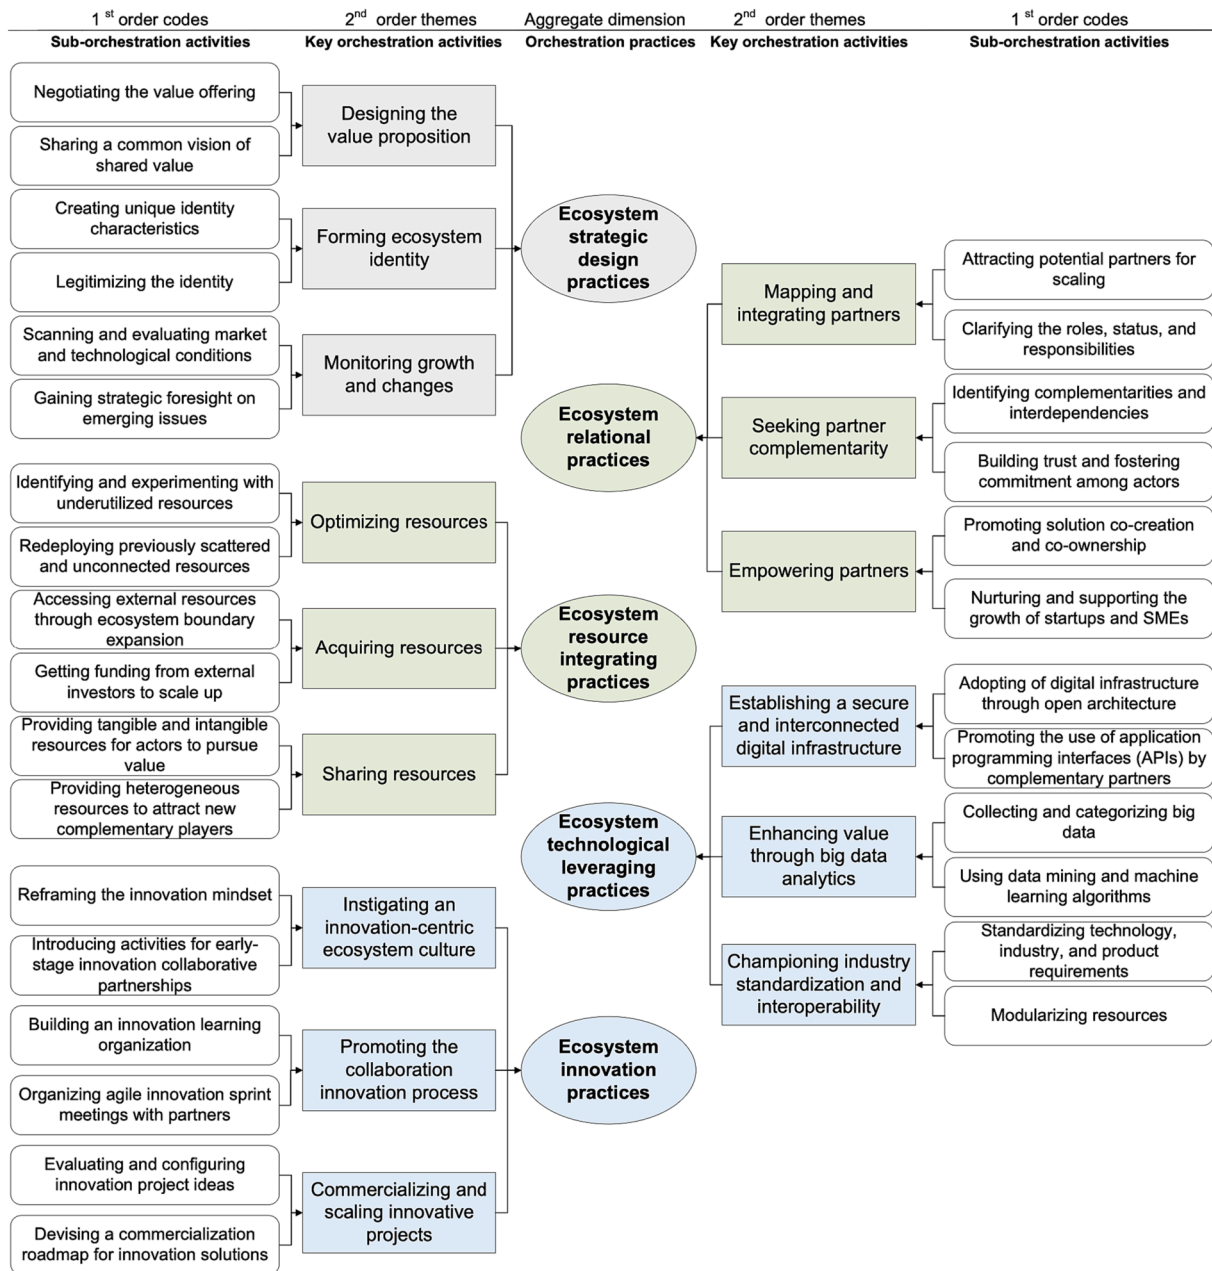 1 st order codes
2nd order themes
Aggregate dimension
2nd order themes
1 st order codes
Sub-orchestration activities
Key orchestration activities
Orchestration practices
Key orchestration activities
Sub-orchestration activities
Negotiating the value offering
Sharing a common vision of
shared value
Designing the
value proposition
Creating unique identity
characteristics
Legitimizing the identity
Forming ecosystem
identity
Scanning and evaluating market
and technological conditions
Gaining strategic foresight on
emerging issues
Monitoring growth
and changes
Ecosystem
strategic
design
practices
Identifying and experimenting with
underutilized resources
Redeploying previously scattered
and unconnected resources
Optimizing resources
Accessing external resources
through ecosystem boundary
expansion
Getting funding from external
investors to scale up
Acquiring resources
Providing tangible and intangible
resources for actors to pursue
value
Providing heterogeneous
resources to attract new
complementary players
Sharing resources
Ecosystem
resource
integrating
practices
Reframing the innovation mindset
Introducing activities for early-
stage innovation collaborative
partnerships
Instigating an
innovation-centric
ecosystem culture
Building an innovation learning
organization
Organizing agile innovation sprint
meetings with partners
Promoting the
collaboration
innovation process
Evaluating and configuring
innovation project ideas
Devising a commercialization
roadmap for innovation solutions
Commercializing and
scaling innovative
projects
Ecosystem
innovation
practices
Ecosystem
relational
practices
Mapping and
integrating partners
Attracting potential partners for
scaling
Clarifying the roles, status, and
responsibilities
Seeking partner
complementarity
Identifying complementarities and
interdependencies
Building trust and fostering
commitment among actors
Empowering partners
Promoting solution co-creation
and co-ownership
Nurturing and supporting the
growth of startups and SMEs
Ecosystem
technological
leveraging
practices
Establishing a secure
and interconnected
digital infrastructure
Adopting of digital infrastructure
through open architecture
Promoting the use of application
programming interfaces (APIs) by
complementary partners
Enhancing value
through big data
analytics
Collecting and categorizing big
data
Using data mining and machine
learning algorithms
Championing industry
standardization and
interoperability
Standardizing technology,
industry, and product
requirements
Modularizing resources